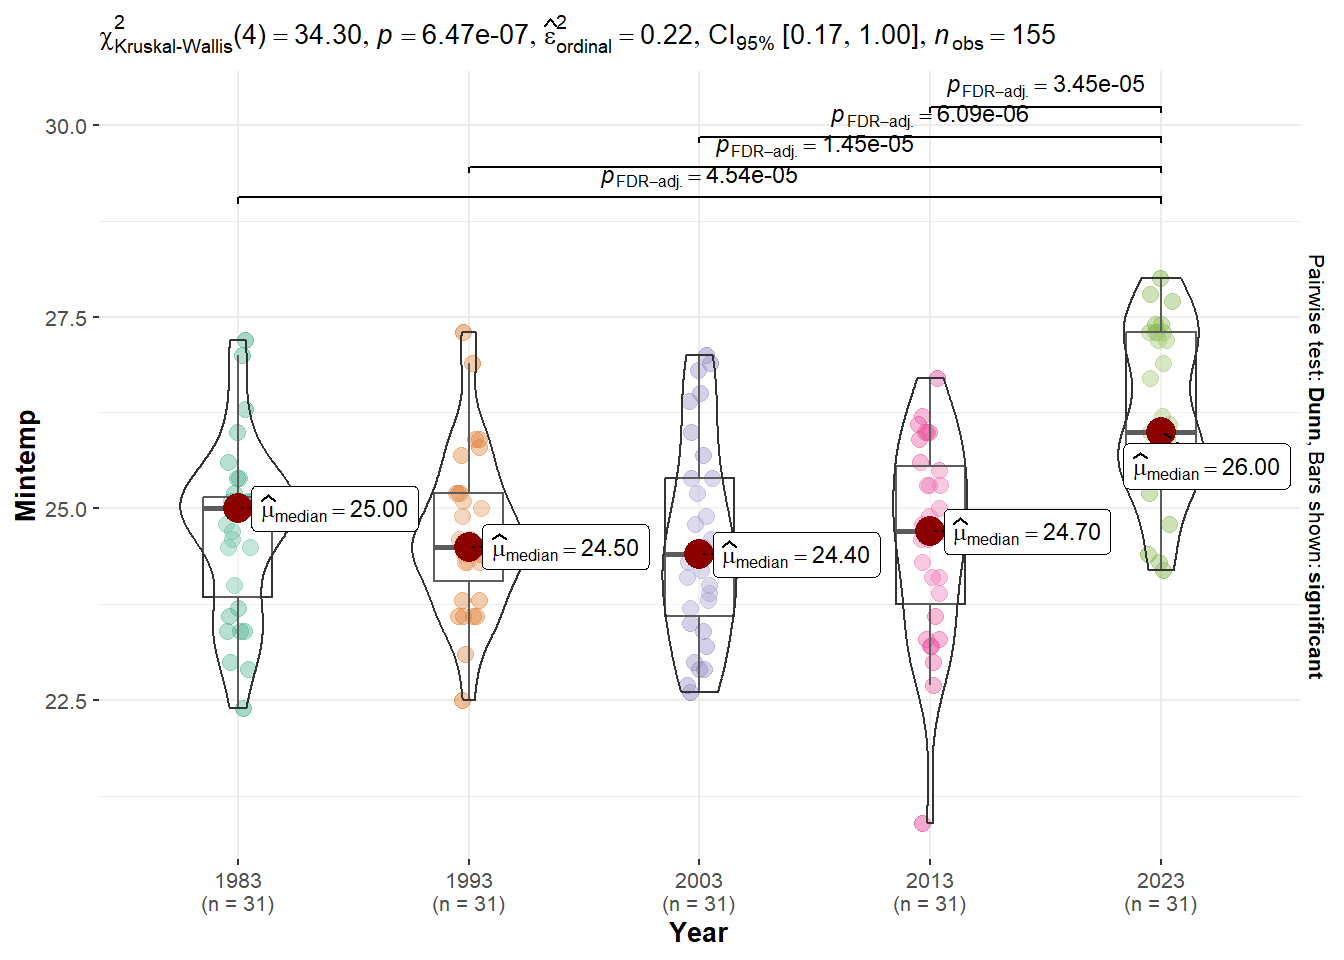 χ²Kruskal-Wallis(4) = 34.30, p = 6.47e-07, ε̂²ordinal = 0.22, CI95% [0.17, 1.00], nobs = 155
pFDR−adj. = 3.45e-05
pFDR−adj. = 6.09e-06
pFDR−adj. = 1.45e-05
pFDR−adj. = 4.54e-05
30.0
27.5
25.0
22.5
Mintemp
μ̂median = 25.00
μ̂median = 24.50
μ̂median = 24.40
μ̂median = 24.70
μ̂median = 26.00
Pairwise test: Dunn, Bars shown: significant
1983
(n = 31)
1993
(n = 31)
2003
(n = 31)
2013
(n = 31)
2023
(n = 31)
Year